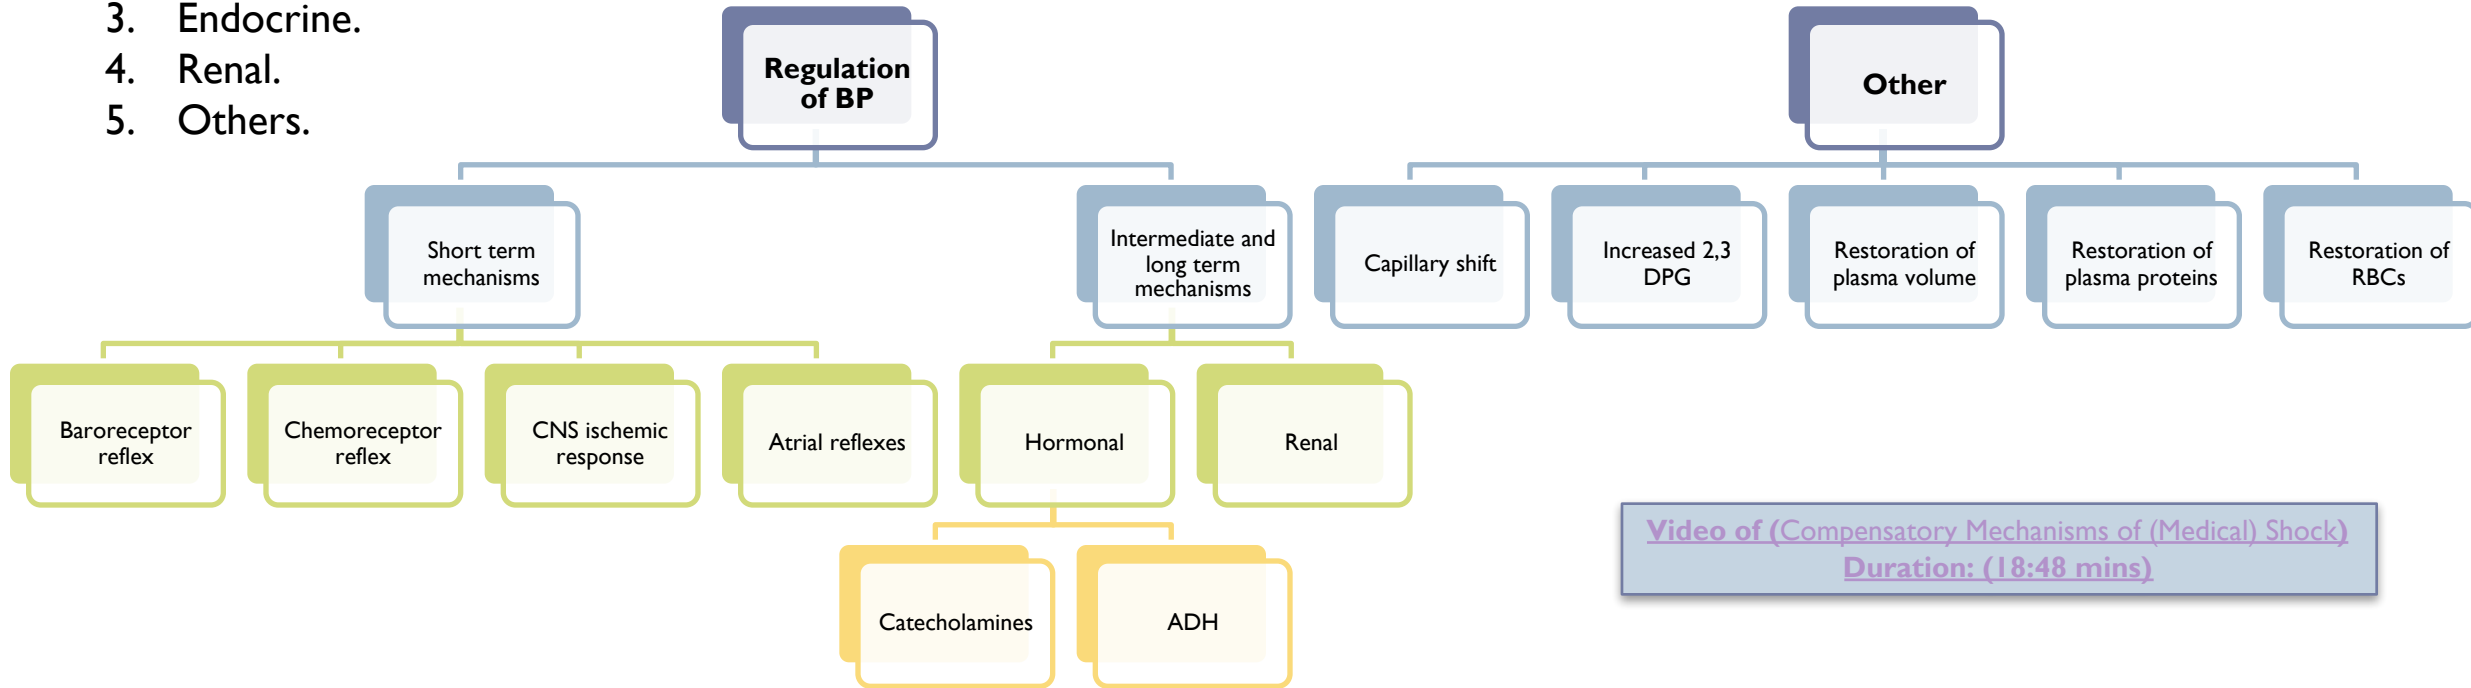 3. Endocrine.
4. Renal.
5. Others.
Regulation
of BP
Other
Short term
mechanisms
Intermediate and
long term
mechanisms
Capillary shift
Increased 2,3
DPG
Restoration of
plasma volume
Restoration of
plasma proteins
Restoration of
RBCs
Baroreceptor
reflex
Chemoreceptor
reflex
CNS ischemic
response
Atrial reflexes
Hormonal
Renal
Catecholamines
ADH
Video of (Compensatory Mechanisms of (Medical) Shock)
Duration: (18:48 mins)